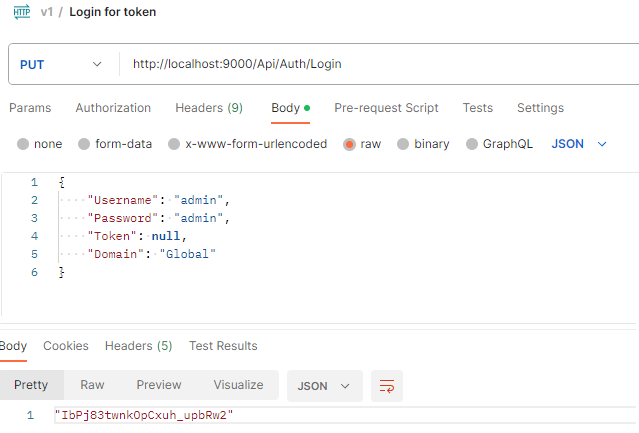 HTTP v1 / Login for token
PUT http://localhost:9000/Api/Auth/Login
Params Authorization Headers (9) Body Pre-request Script Tests Settings
none form-data x-www-form-urlencoded raw binary GraphQL JSON
1 {
2 "Username": "admin",
3 "Password": "admin",
4 "Token": null,
5 "Domain": "Global"
6 }
Body Cookies Headers (5) Test Results
Pretty Raw Preview Visualize JSON
1 "IbPj83twnkOpCxuh_upbRw2"